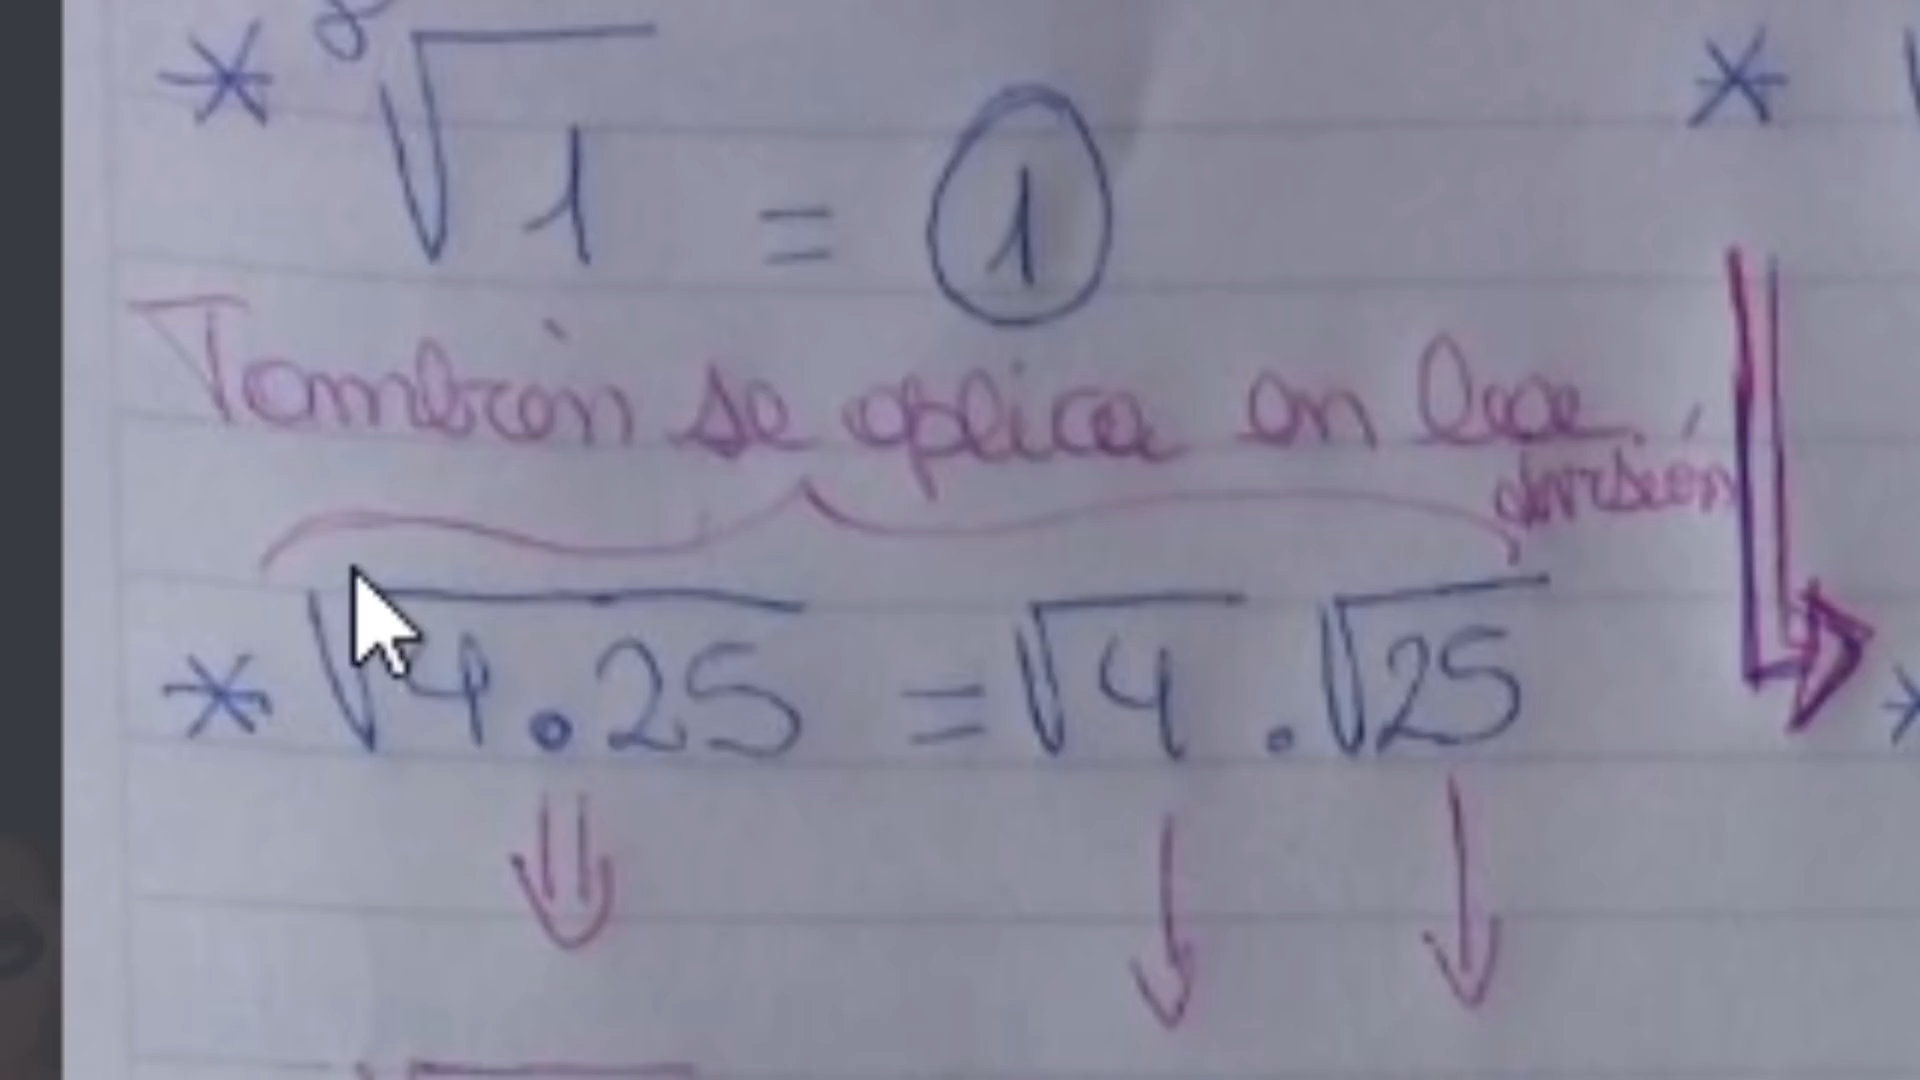 * ⁸√1 = 1
*
También se aplica en la
división
* √4.25 = √4 . √25